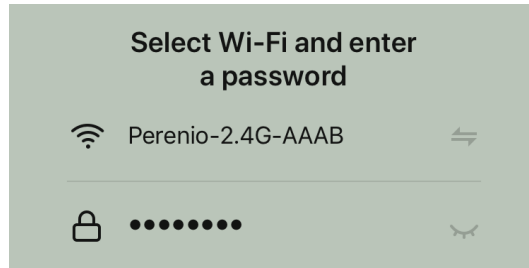 Select Wi-Fi and enter
a password
Perenio-2.4G-AAAB
••••••••